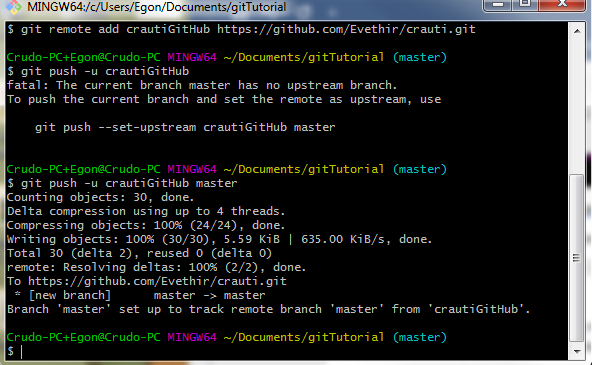 MINGW64:/c/Users/Egon/Documents/gitTutorial
$ git remote add crautiGitHub https://github.com/Evethir/crauti.git
Crudo-PC+Egon@Crudo-PC MINGW64 ~/Documents/gitTutorial (master)
$ git push -u crautiGitHub
fatal: The current branch master has no upstream branch.
To push the current branch and set the remote as upstream, use
git push --set-upstream crautiGitHub master
Crudo-PC+Egon@Crudo-PC MINGW64 ~/Documents/gitTutorial (master)
$ git push -u crautiGitHub master
Counting objects: 30, done.
Delta compression using up to 4 threads.
Compressing objects: 100% (24/24), done.
Writing objects: 100% (30/30), 5.59 KiB | 635.00 KiB/s, done.
Total 30 (delta 2), reused 0 (delta 0)
remote: Resolving deltas: 100% (2/2), done.
To https://github.com/Evethir/crauti.git
* [new branch]      master -> master
Branch 'master' set up to track remote branch 'master' from 'crautiGitHub'.
Crudo-PC+Egon@Crudo-PC MINGW64 ~/Documents/gitTutorial (master)
$